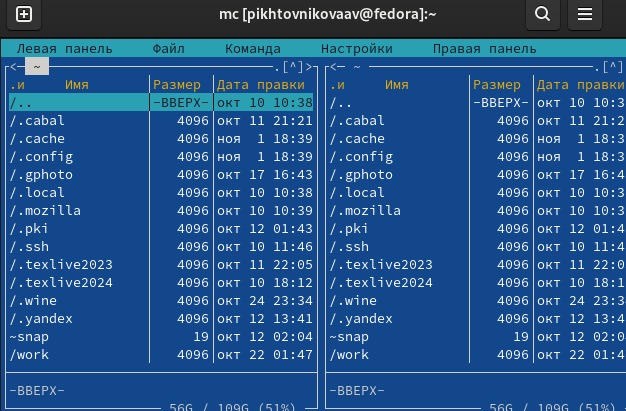 mc [pikhtovnikovaav@fedora]:~
Левая панель Файл Команда Настройки Правая панель
<— ~ .[^]> <— ~ .[^]
.и Имя Размер Дата правки .и Имя Размер Дата правки
/.. -ВВЕРХ- окт 10 10:38 /.. -ВВЕРХ- окт 10 10:3
/.cabal 4096 окт 11 21:21 /.cabal 4096 окт 11 21:2
/.cache 4096 ноя 1 18:39 /.cache 4096 ноя 1 18:3
/.config 4096 ноя 1 18:39 /.config 4096 ноя 1 18:3
/.gphoto 4096 окт 17 16:43 /.gphoto 4096 окт 17 16:4
/.local 4096 окт 10 10:38 /.local 4096 окт 10 10:3
/.mozilla 4096 окт 10 10:39 /.mozilla 4096 окт 10 10:3
/.pki 4096 окт 12 01:43 /.pki 4096 окт 12 01:4
/.ssh 4096 окт 10 11:46 /.ssh 4096 окт 10 11:4
/.texlive2023 4096 окт 11 22:05 /.texlive2023 4096 окт 11 22:0
/.texlive2024 4096 окт 10 18:12 /.texlive2024 4096 окт 10 18:1
/.wine 4096 окт 24 23:34 /.wine 4096 окт 24 23:3
/.yandex 4096 окт 12 13:41 /.yandex 4096 окт 12 13:4
~snap 19 окт 12 02:04 ~snap 19 окт 12 02:0
/work 4096 окт 22 01:47 /work 4096 окт 22 01:4
-ВВЕРХ- -ВВЕРХ-
56G / 109G (51%) 56G / 109G (51%)